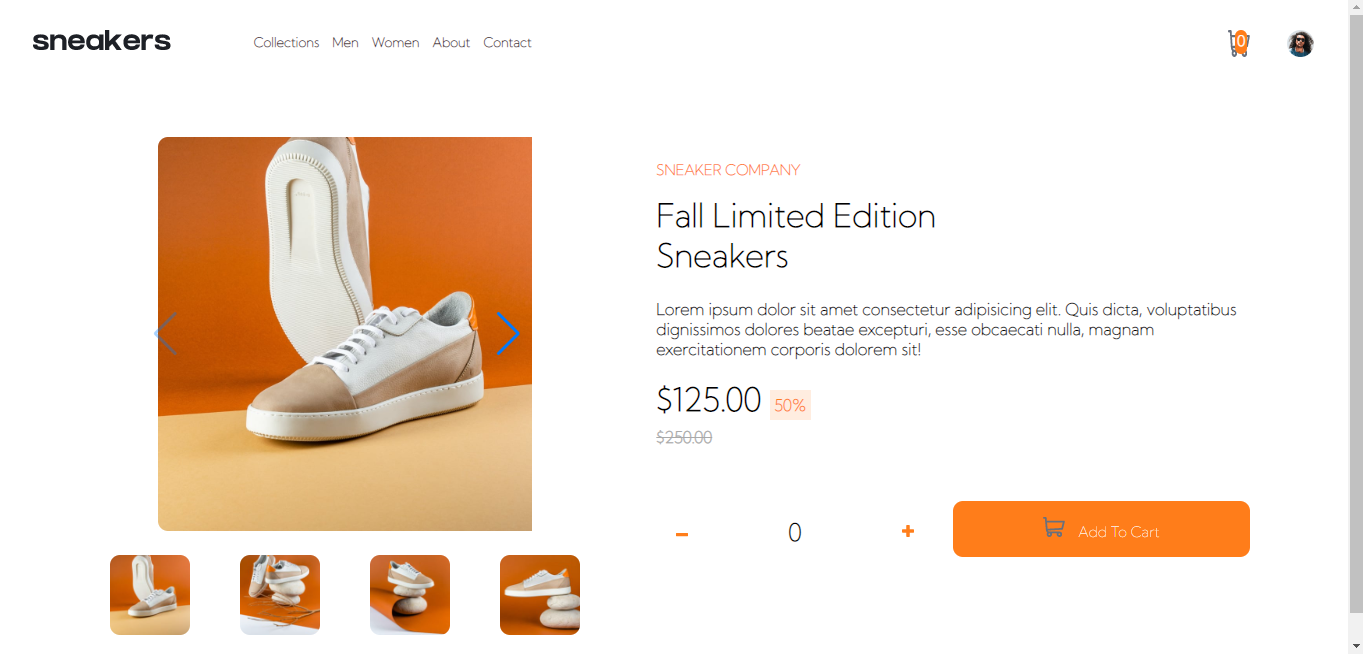 sneakers
Collections Men Women About Contact
0
SNEAKER COMPANY
Fall Limited Edition
Sneakers
Lorem ipsum dolor sit amet consectetur adipisicing elit. Quis dicta, voluptatibus
dignissimos dolores beatae excepturi, esse obcaecati nulla, magnam
exercitationem corporis dolorem sit!
$125.00 50%
$250.00
- 0 + Add To Cart